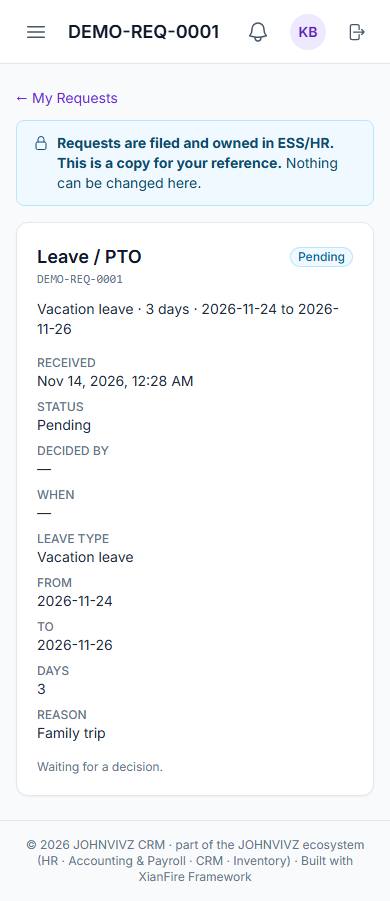 DEMO-REQ-0001
KB
← My Requests
Requests are filed and owned in ESS/HR.
This is a copy for your reference. Nothing
can be changed here.
Leave / PTO
Pending
DEMO-REQ-0001
Vacation leave · 3 days · 2026-11-24 to 2026-
11-26
RECEIVED
Nov 14, 2026, 12:28 AM
STATUS
Pending
DECIDED BY
—
WHEN
—
LEAVE TYPE
Vacation leave
FROM
2026-11-24
TO
2026-11-26
DAYS
3
REASON
Family trip
Waiting for a decision.
© 2026 JOHNVIVZ CRM · part of the JOHNVIVZ ecosystem
(HR · Accounting & Payroll · CRM · Inventory) · Built with
XianFire Framework